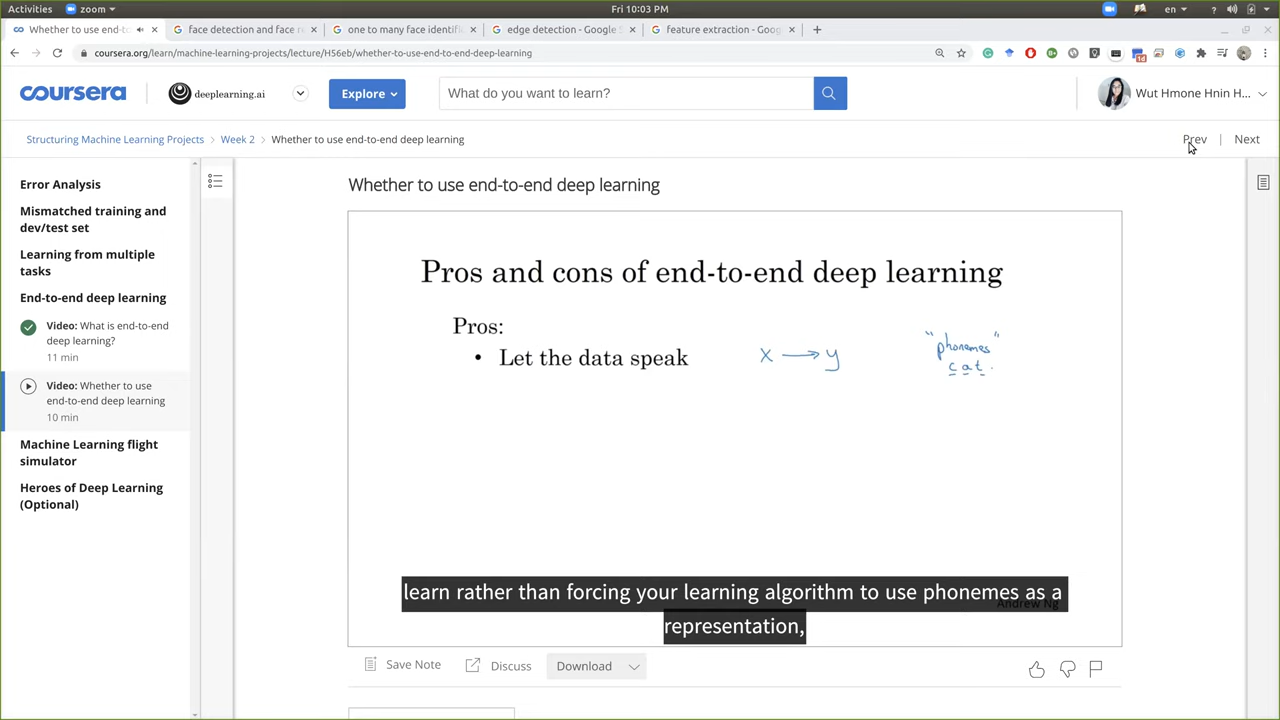 Activities
zoom
Fri 10:03 PM
en
Whether to use end-t
face detection and face r
one to many face identifi
edge detection - Google S
feature extraction - Goog
coursera.org/learn/machine-learning-projects/lecture/H56eb/whether-to-use-end-to-end-deep-learning
coursera
deeplearning.ai
Explore
What do you want to learn?
Wut Hmone Hnin H...
Structuring Machine Learning Projects > Week 2 > Whether to use end-to-end deep learning
Prev | Next
Error Analysis
Mismatched training and
dev/test set
Learning from multiple
tasks
End-to-end deep learning
Video: What is end-to-end
deep learning?
11 min
Video: Whether to use
end-to-end deep learning
10 min
Machine Learning flight
simulator
Heroes of Deep Learning
(Optional)
Whether to use end-to-end deep learning
Pros and cons of end-to-end deep learning
Pros:
• Let the data speak
x → y
"phonemes"
c a t .
learn rather than forcing your learning algorithm to use phonemes as a
representation,
Andrew Ng
Save Note
Discuss
Download